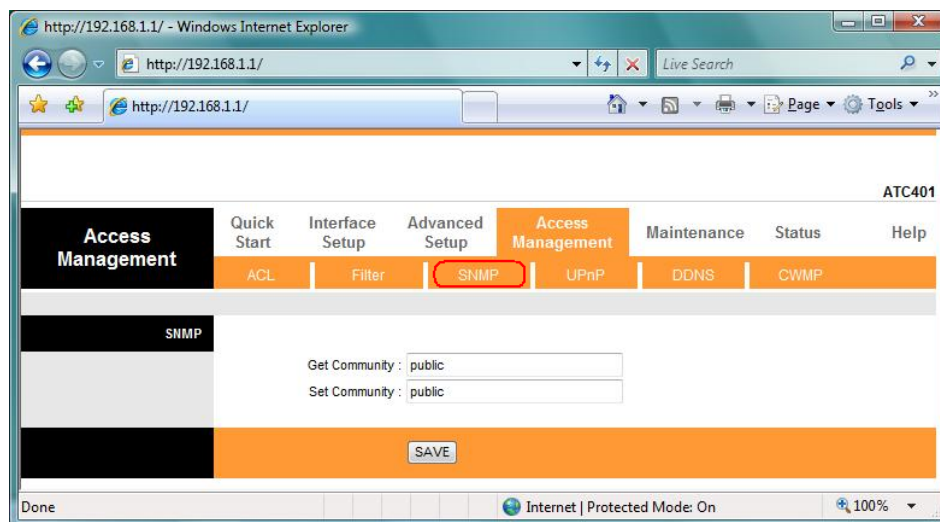 http://192.168.1.1/ - Windows Internet Explorer
http://192.168.1.1/
Live Search
http://192.168.1.1/
Page
Tools
ATC401
Access Management
Quick Start
Interface Setup
Advanced Setup
Access Management
Maintenance
Status
Help
ACL
Filter
SNMP
UPnP
DDNS
CWMP
SNMP
Get Community : public
Set Community : public
SAVE
Done
Internet | Protected Mode: On
100%